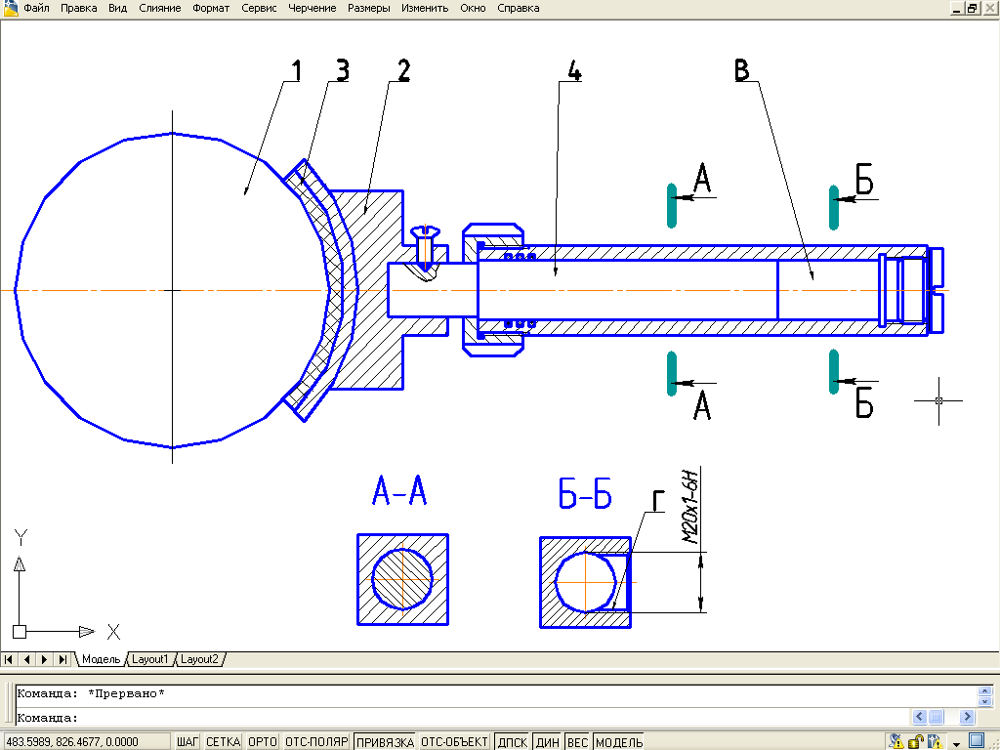 Файл Правка Вид Слияние Формат Сервис Черчение Размеры Изменить Окно Справка
1 3 2 4 В
А Б
А Б
А-А Б-Б Г М20х1-6Н
Y
X
Модель Layout1 Layout2
Команда: *Прервано*
Команда:
483.5989, 826.4677, 0.0000 ШАГ СЕТКА ОРТО ОТС-ПОЛЯР ПРИВЯЗКА ОТС-ОБЪЕКТ ДПСК ДИН ВЕС МОДЕЛЬ